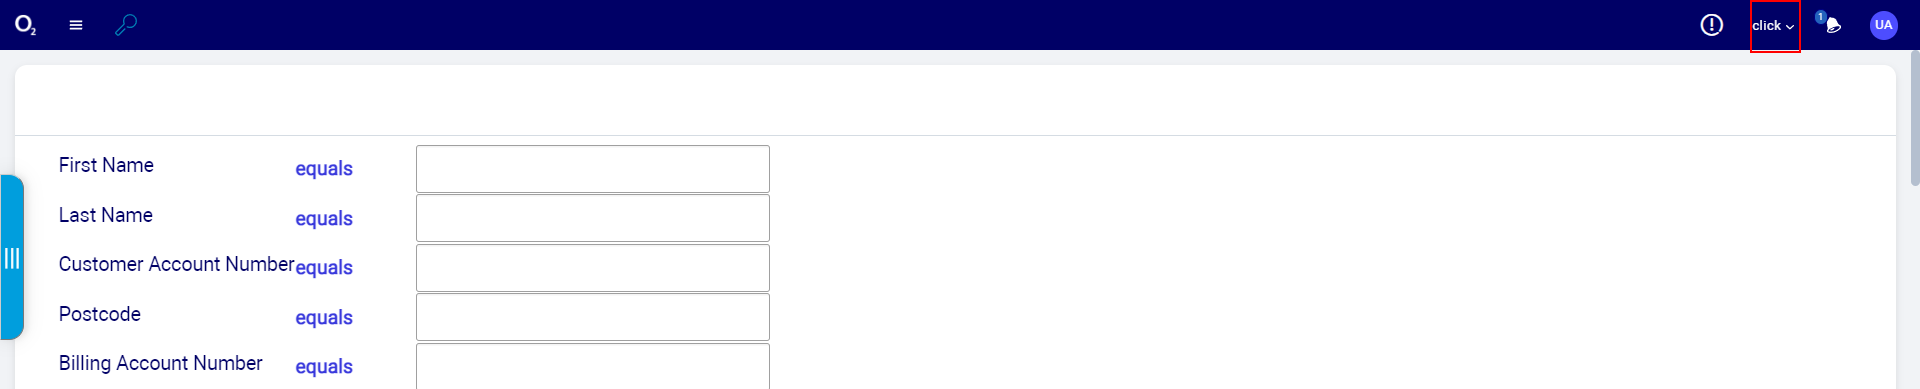 O2
click
1
UA
First Name equals
Last Name equals
Customer Account Number equals
Postcode equals
Billing Account Number equals